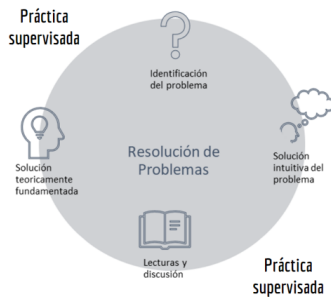 Práctica
supervisada
Identificación
del problema
Solución
teoricamente
fundamentada
Resolución de
Problemas
Solución
intuitiva del
problema
Lecturas y
discusión
Práctica
supervisada